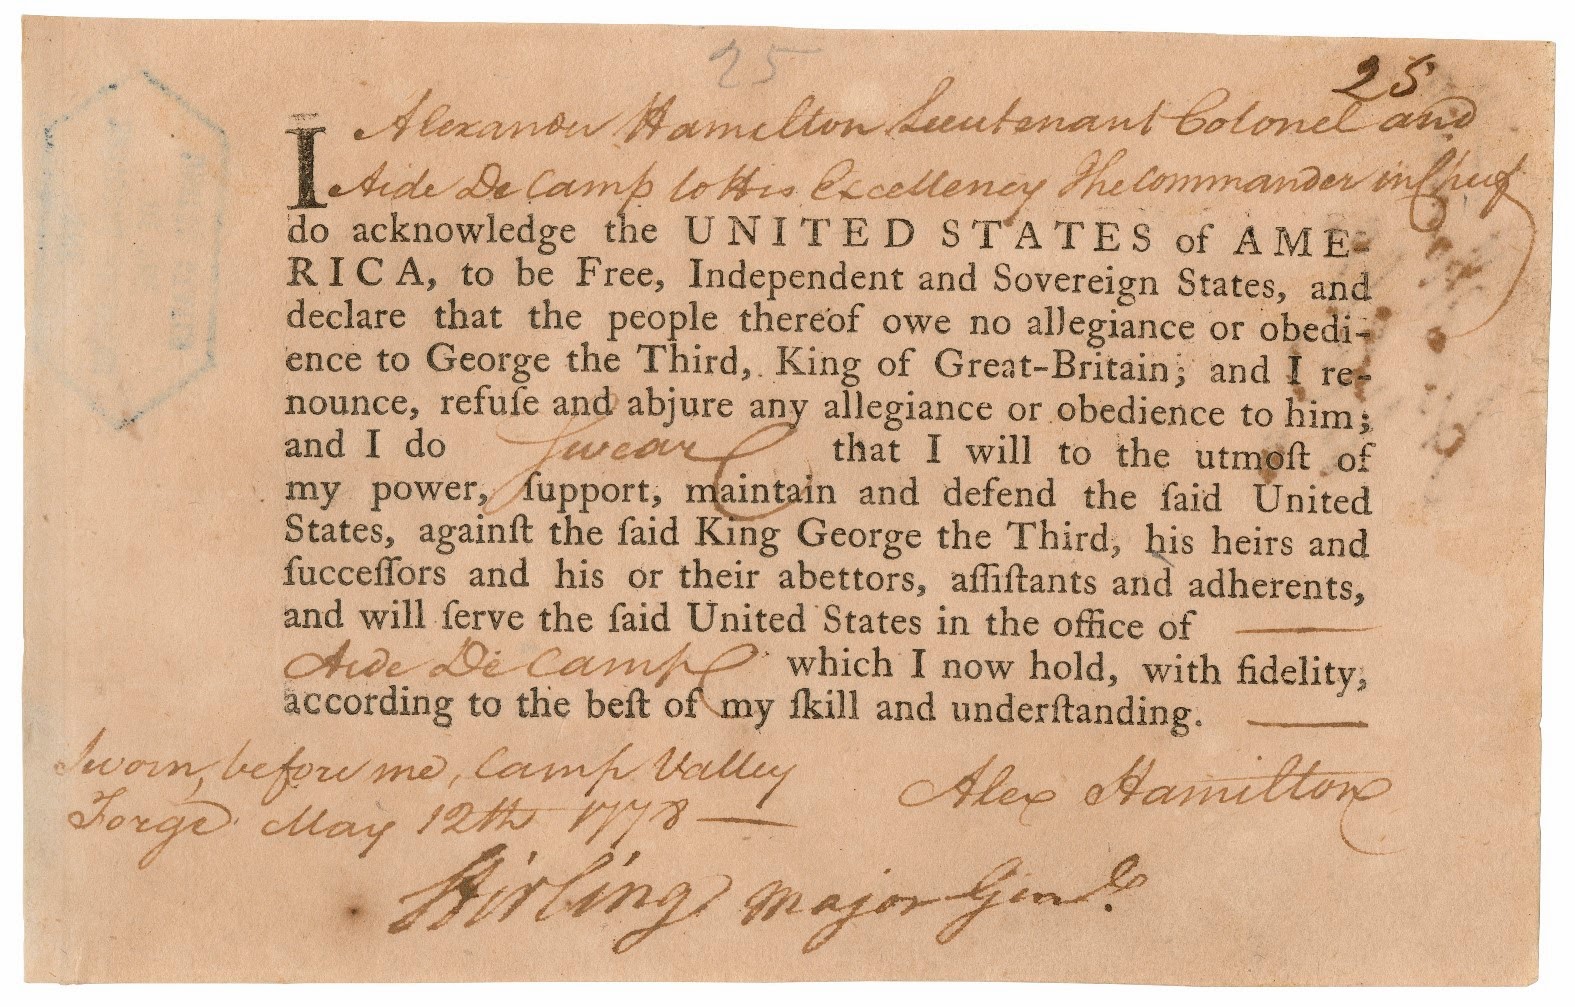 25
25
I Alexander Hamilton Lieutenant Colonel and
Aide De Camp to His Excellency The Commander in Chief
do acknowledge the UNITED STATES of AME-
RICA, to be Free, Independent and Sovereign States, and
declare that the people thereof owe no allegiance or obedi-
ence to George the Third, King of Great-Britain; and I re-
nounce, refuſe and abjure any allegiance or obedience to him;
and I do Swear that I will to the utmoſt of
my power, ſupport, maintain and defend the ſaid United
States, againſt the ſaid King George the Third, his heirs and
ſucceſſors and his or their abettors, aſſiſtants and adherents,
and will ſerve the ſaid United States in the office of —
Aide De Camp which I now hold, with fidelity,
according to the beſt of my ſkill and underſtanding. —
Sworn, before me, Camp Valley
Forge May 12th 1778 —
Alex Hamilton
Stirling, Major Genl.